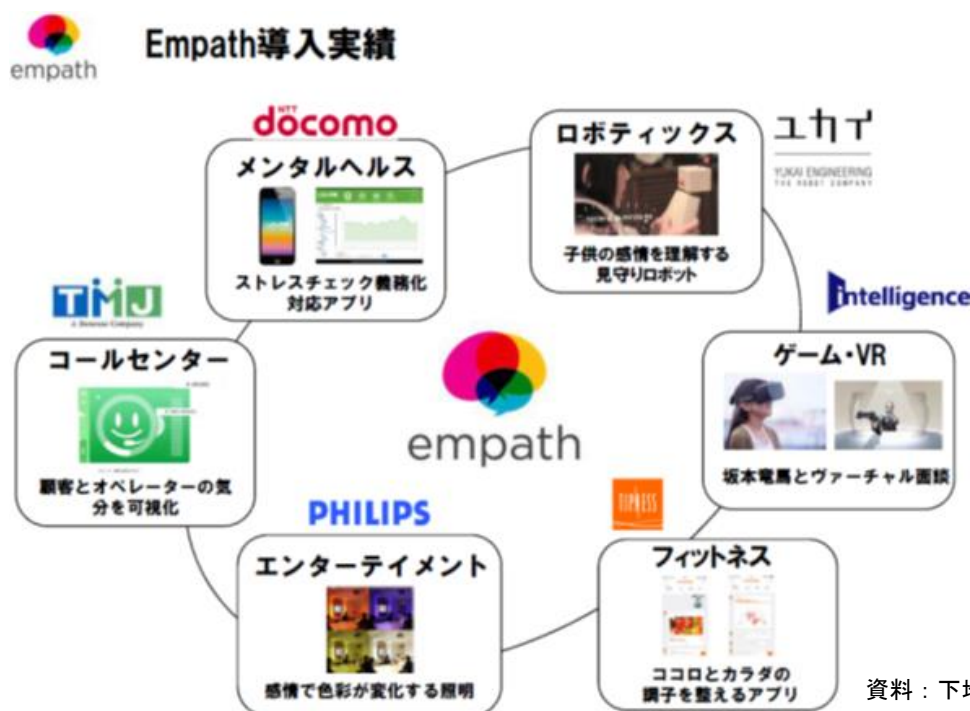 empath
Empath導入実績
NTT
docomo
メンタルヘルス
ストレスチェック義務化
対応アプリ
ロボティックス
子供の感情を理解する
見守りロボット
ユカイ
YUKAI ENGINEERING
THE ROBOT COMPANY
TMJ
コールセンター
顧客とオペレーターの気
分を可視化
empath
intelligence
ゲーム・VR
坂本竜馬とヴァーチャル面談
PHILIPS
エンターテイメント
感情で色彩が変化する照明
TIPNESS
フィットネス
ココロとカラダの
調子を整えるアプリ
資料：下地